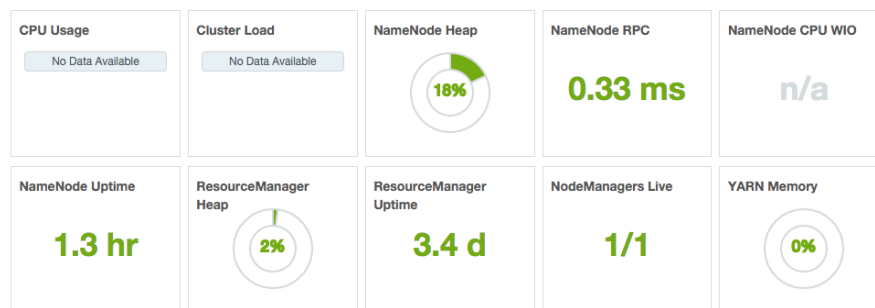 CPU Usage
No Data Available
Cluster Load
No Data Available
NameNode Heap
18%
NameNode RPC
0.33 ms
NameNode CPU WIO
n/a
NameNode Uptime
1.3 hr
ResourceManager
Heap
2%
ResourceManager
Uptime
3.4 d
NodeManagers Live
1/1
YARN Memory
0%